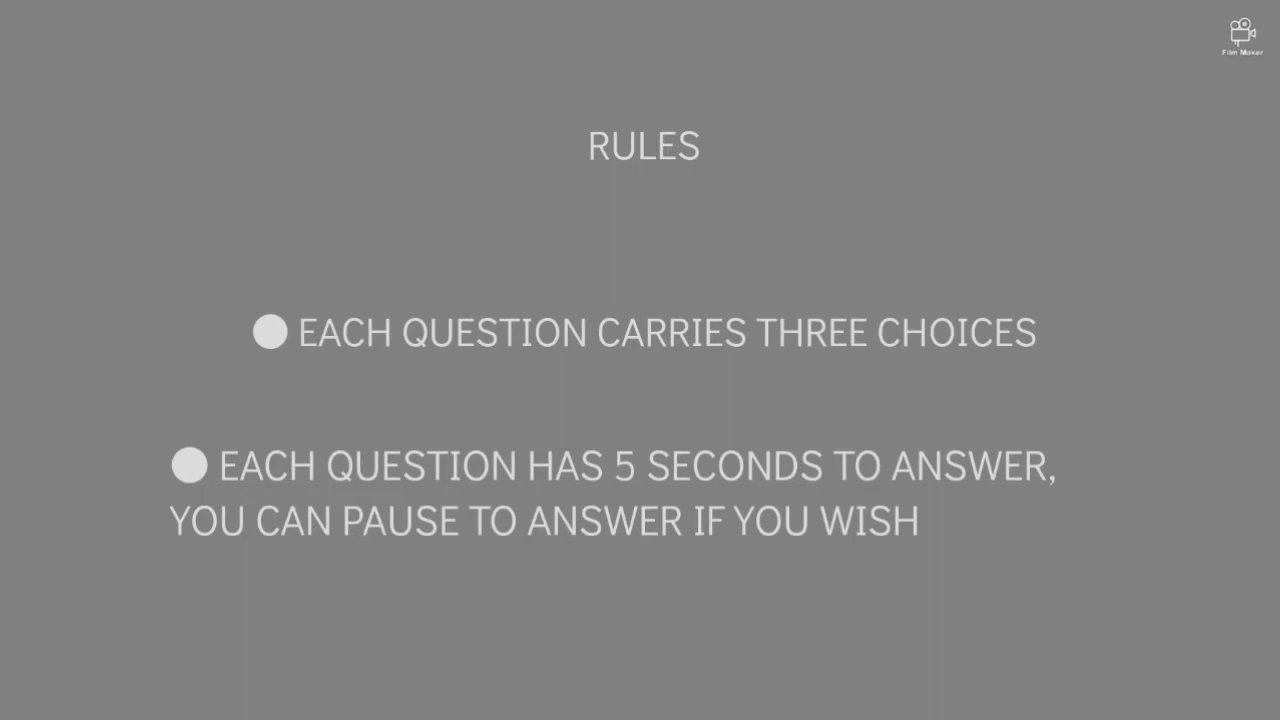 Film Maker
RULES
● EACH QUESTION CARRIES THREE CHOICES
● EACH QUESTION HAS 5 SECONDS TO ANSWER,
YOU CAN PAUSE TO ANSWER IF YOU WISH